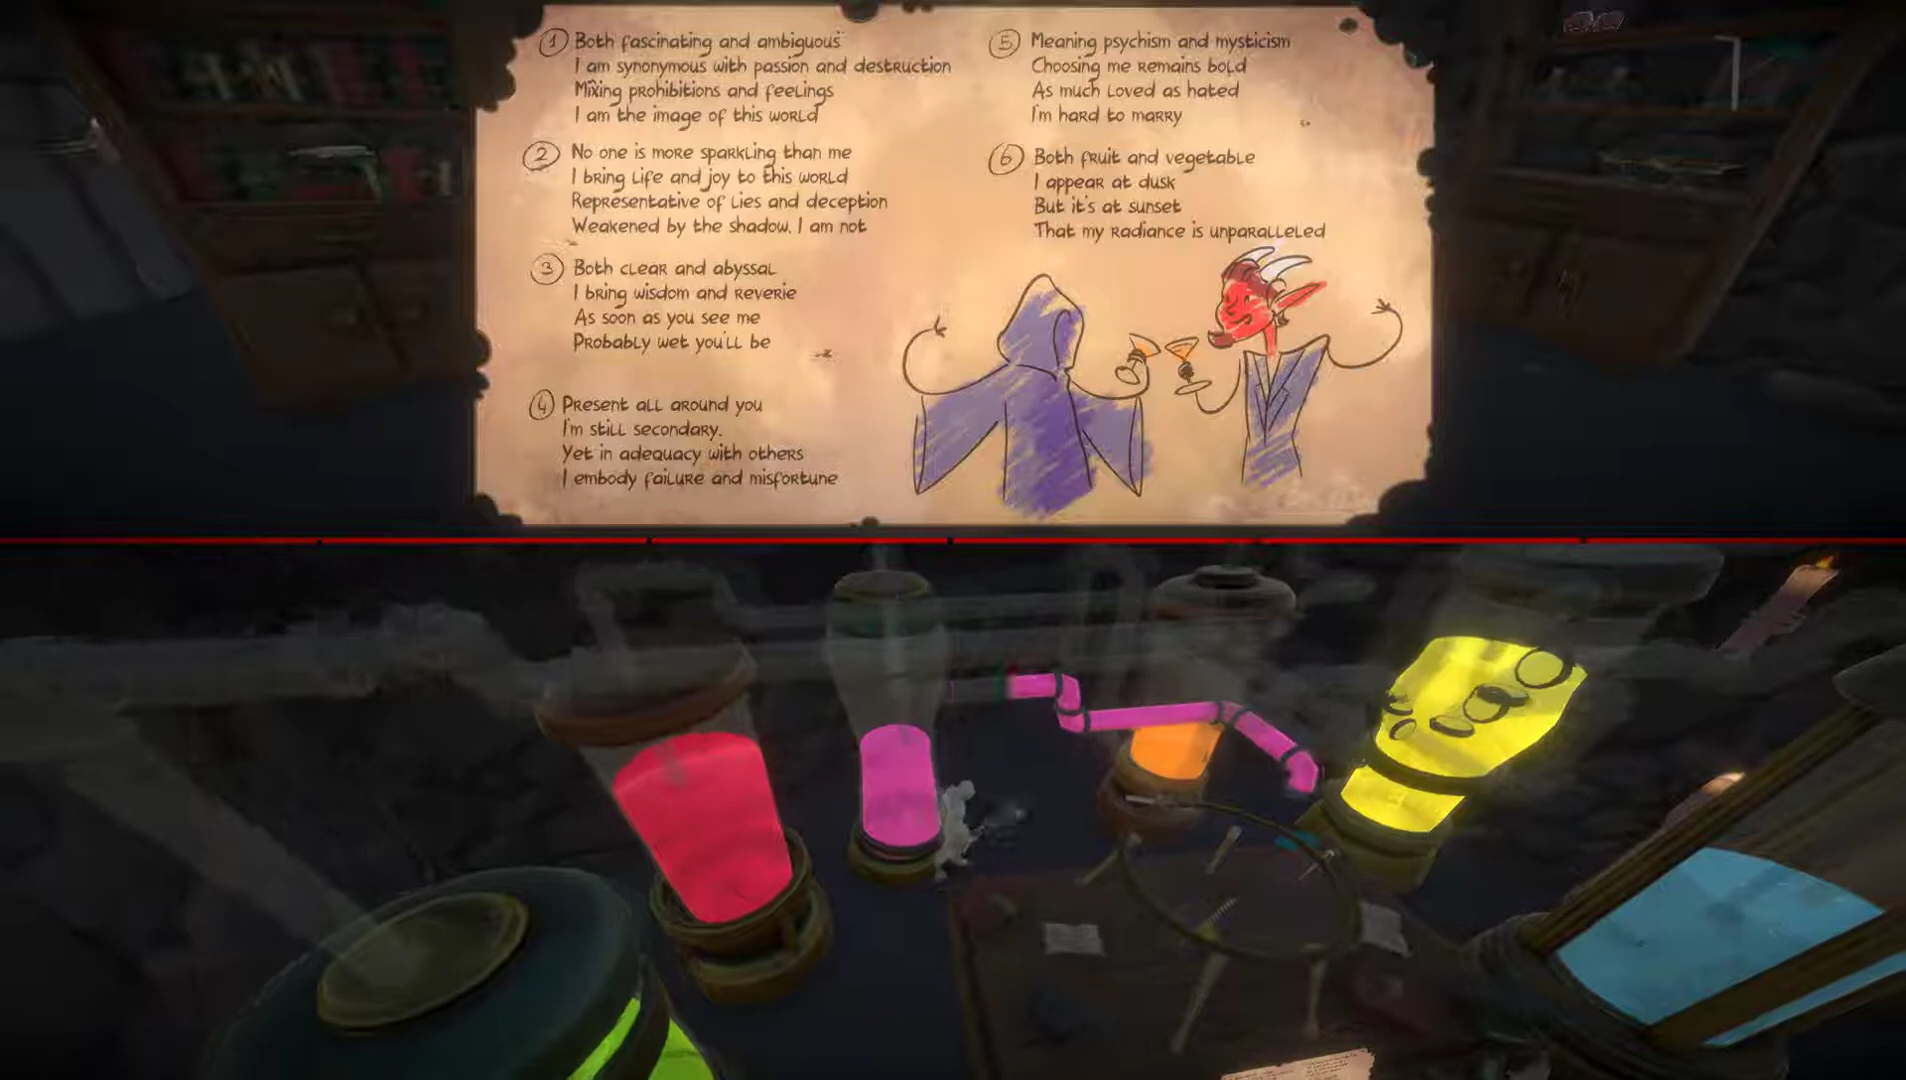 1 Both fascinating and ambiguous
I am synonymous with passion and destruction
Mixing prohibitions and feelings
I am the image of this world
2 No one is more sparkling than me
I bring life and joy to this world
Representative of lies and deception
Weakened by the shadow, I am not
3 Both clear and abyssal
I bring wisdom and reverie
As soon as you see me
Probably wet you'll be
4 Present all around you
I'm still secondary.
Yet in adequacy with others
I embody failure and misfortune
5 Meaning psychism and mysticism
Choosing me remains bold
As much loved as hated
I'm hard to marry
6 Both fruit and vegetable
I appear at dusk
But it's at sunset
That my radiance is unparalleled